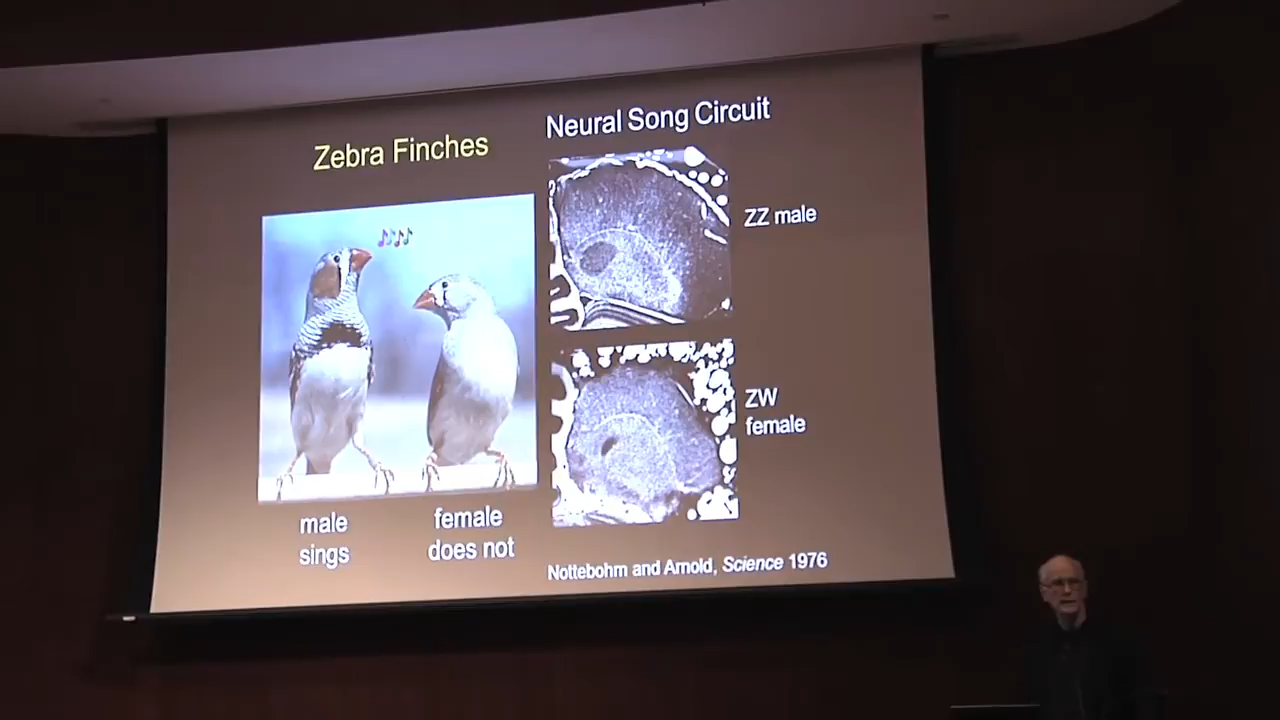 Zebra Finches
male
sings
female
does not
Neural Song Circuit
ZZ male
ZW
female
Nottebohm and Arnold, Science 1976